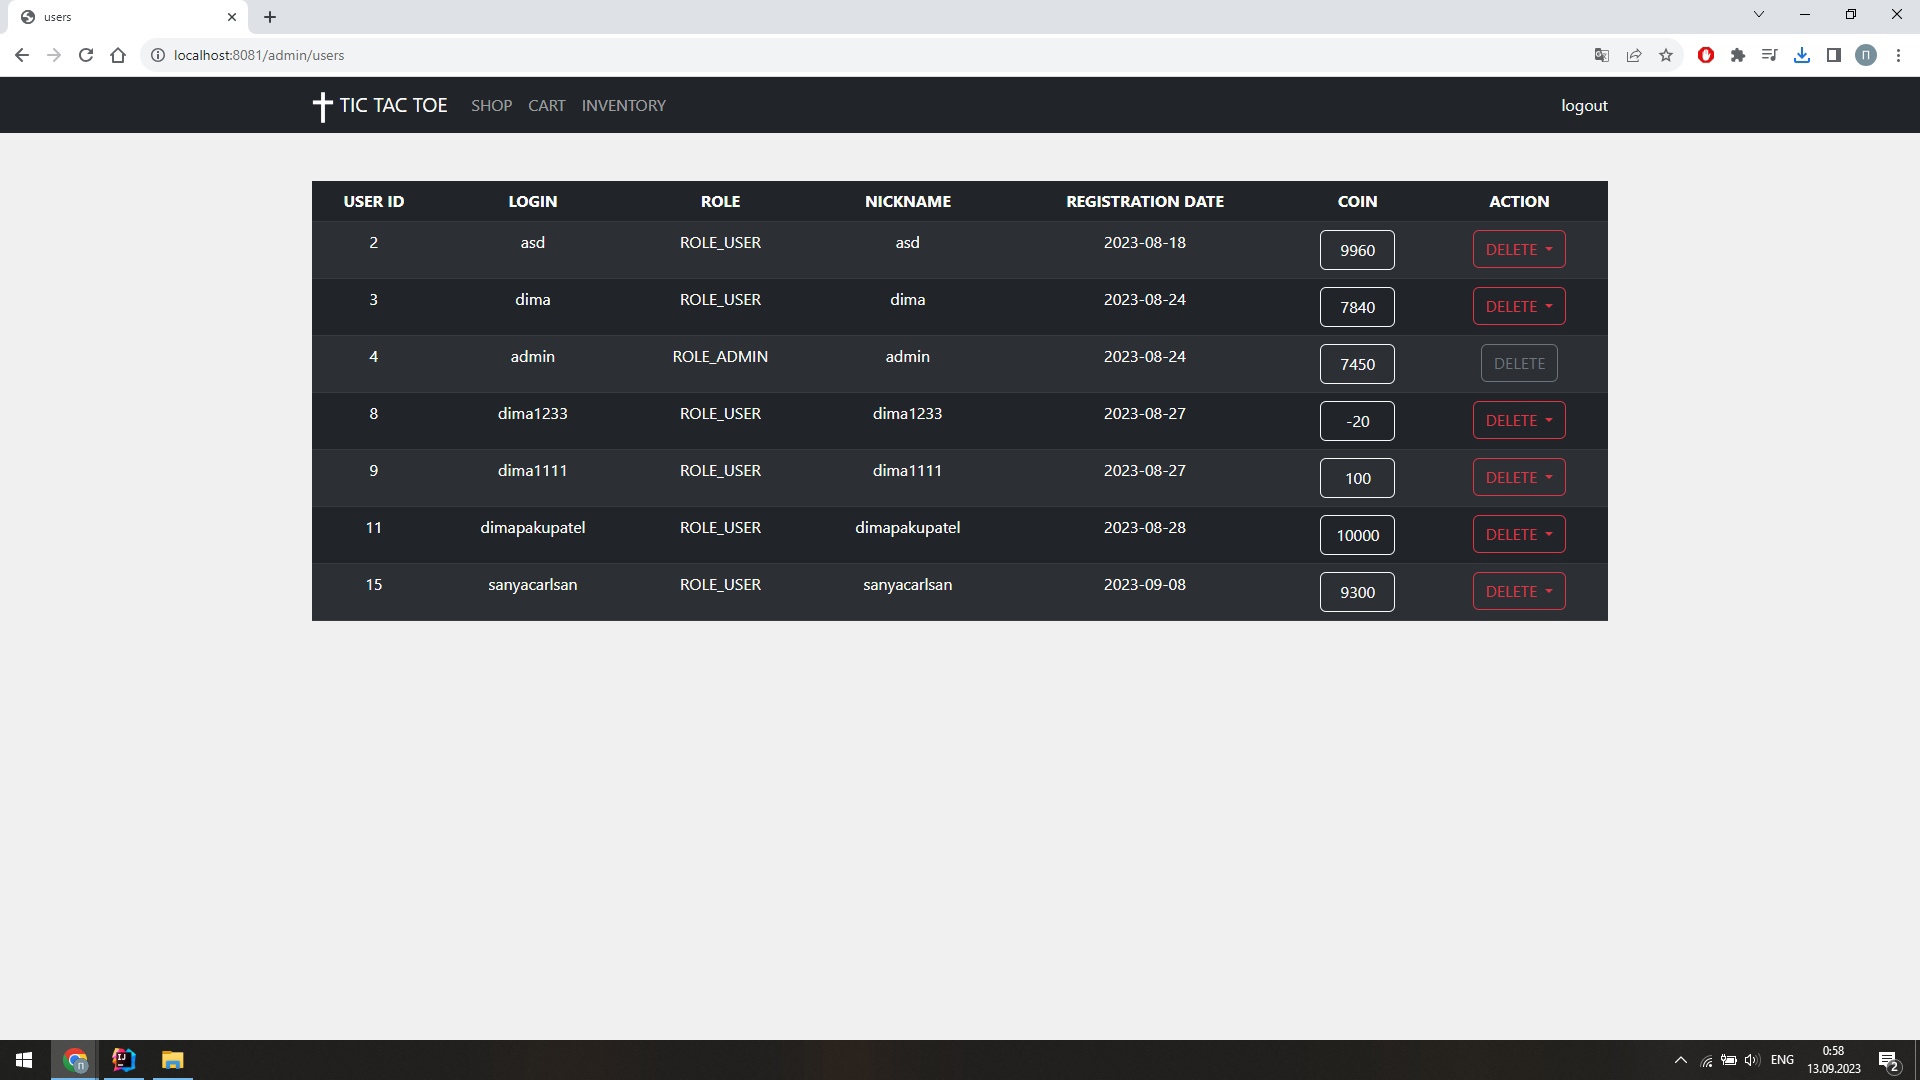 users
localhost:8081/admin/users
П
TIC TAC TOE SHOP CART INVENTORY logout
USER ID LOGIN ROLE NICKNAME REGISTRATION DATE COIN ACTION
2 asd ROLE_USER asd 2023-08-18 9960 DELETE
3 dima ROLE_USER dima 2023-08-24 7840 DELETE
4 admin ROLE_ADMIN admin 2023-08-24 7450 DELETE
8 dima1233 ROLE_USER dima1233 2023-08-27 -20 DELETE
9 dima1111 ROLE_USER dima1111 2023-08-27 100 DELETE
11 dimapakupatel ROLE_USER dimapakupatel 2023-08-28 10000 DELETE
15 sanyacarlsan ROLE_USER sanyacarlsan 2023-09-08 9300 DELETE
ENG 0:58
13.09.2023 2